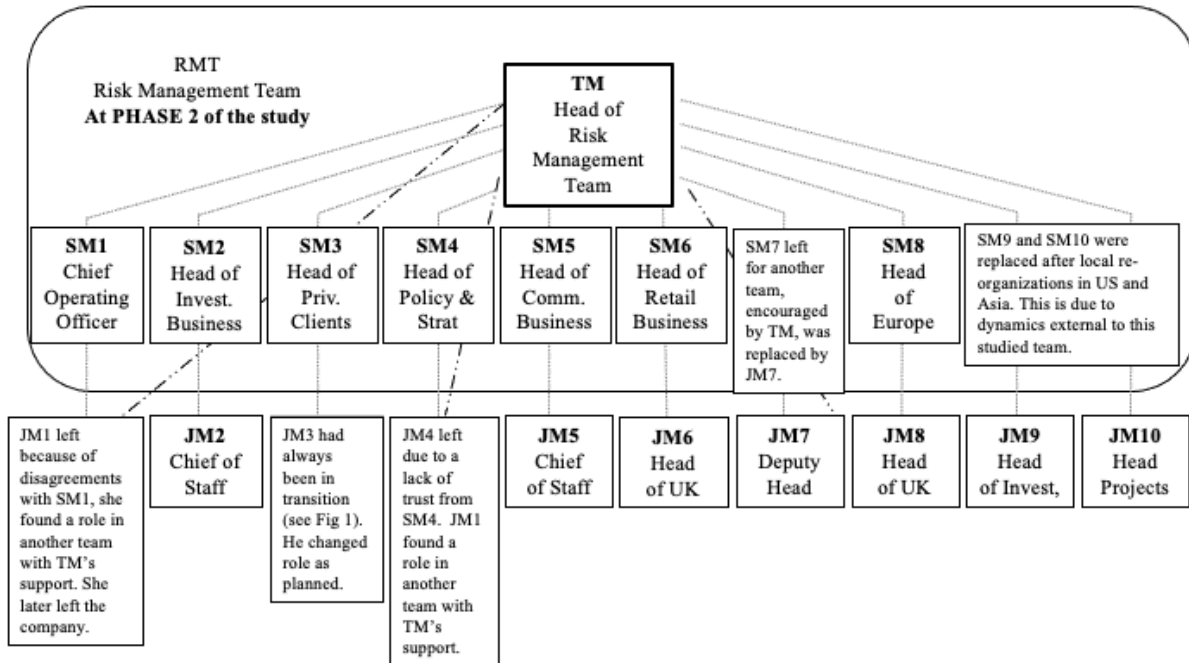 RMT
Risk Management Team
At PHASE 2 of the study
TM
Head of
Risk
Management
Team
SM1
Chief
Operating
Officer
SM2
Head of
Invest.
Business
SM3
Head of
Priv.
Clients
SM4
Head of
Policy &
Strat
SM5
Head of
Comm.
Business
SM6
Head of
Retail
Business
SM7 left
for another
team,
encouraged
by TM, was
replaced by
JM7.
SM8
Head
of
Europe
SM9 and SM10 were
replaced after local re-
organizations in US and
Asia. This is due to
dynamics external to this
studied team.
JM1 left
because of
disagreements
with SM1, she
found a role in
another team
with TM’s
support. She
later left the
company.
JM2
Chief of
Staff
JM3 had
always
been in
transition
(see Fig 1).
He changed
role as
planned.
JM4 left
due to a
lack of
trust from
SM4.  JM1
found a
role in
another
team with
TM’s
support.
JM5
Chief
of Staff
JM6
Head
of UK
JM7
Deputy
Head
JM8
Head
of UK
JM9
Head
of Invest,
JM10
Head
Projects